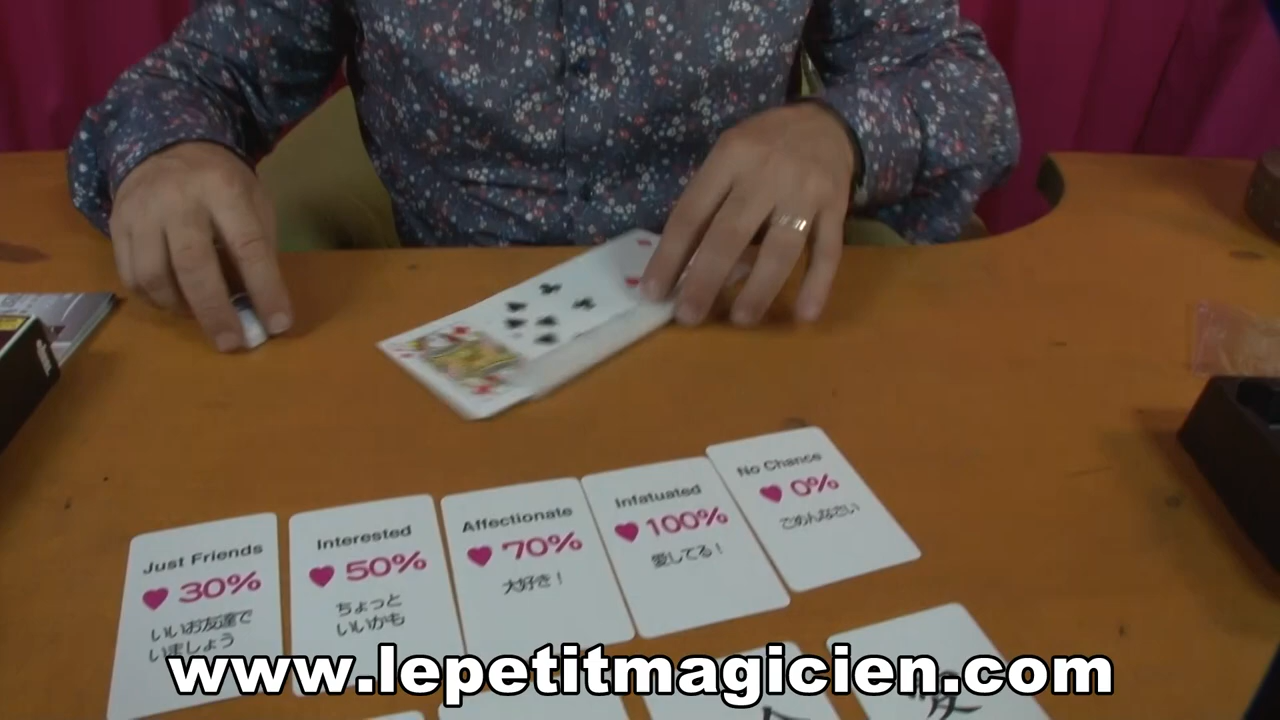 Just Friends
♥ 30%
いいお友達で
いましょう
Interested
♥ 50%
ちょっと
いいかも
Affectionate
♥ 70%
大好き！
Infatuated
♥ 100%
愛してる！
No Chance
♥ 0%
ごめんなさい
愛
www.lepetitmagicien.com